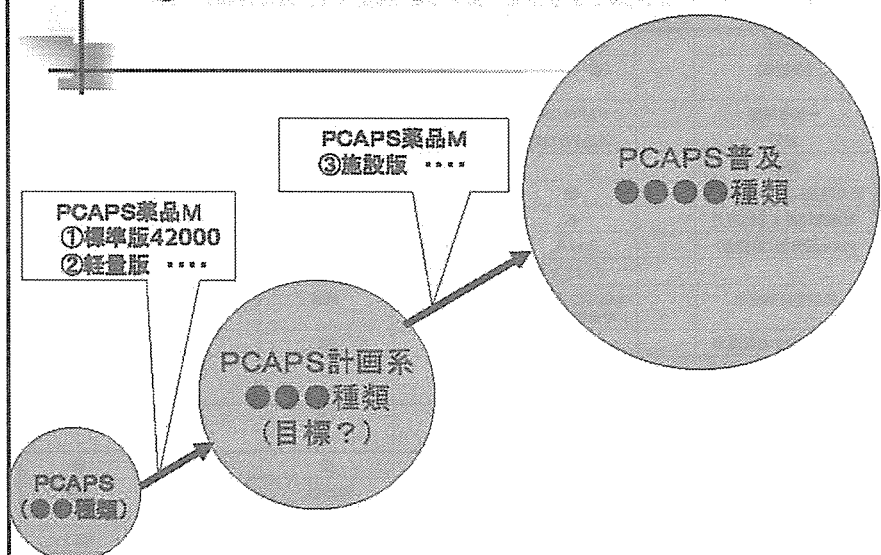 PCAPS薬品M
③施設版 ・・・・
PCAPS普及
●●●●種類
PCAPS薬品M
①標準版42000
②軽量版 ・・・・
PCAPS計画系
●●●種類
(目標?)
PCAPS
(●●種類)